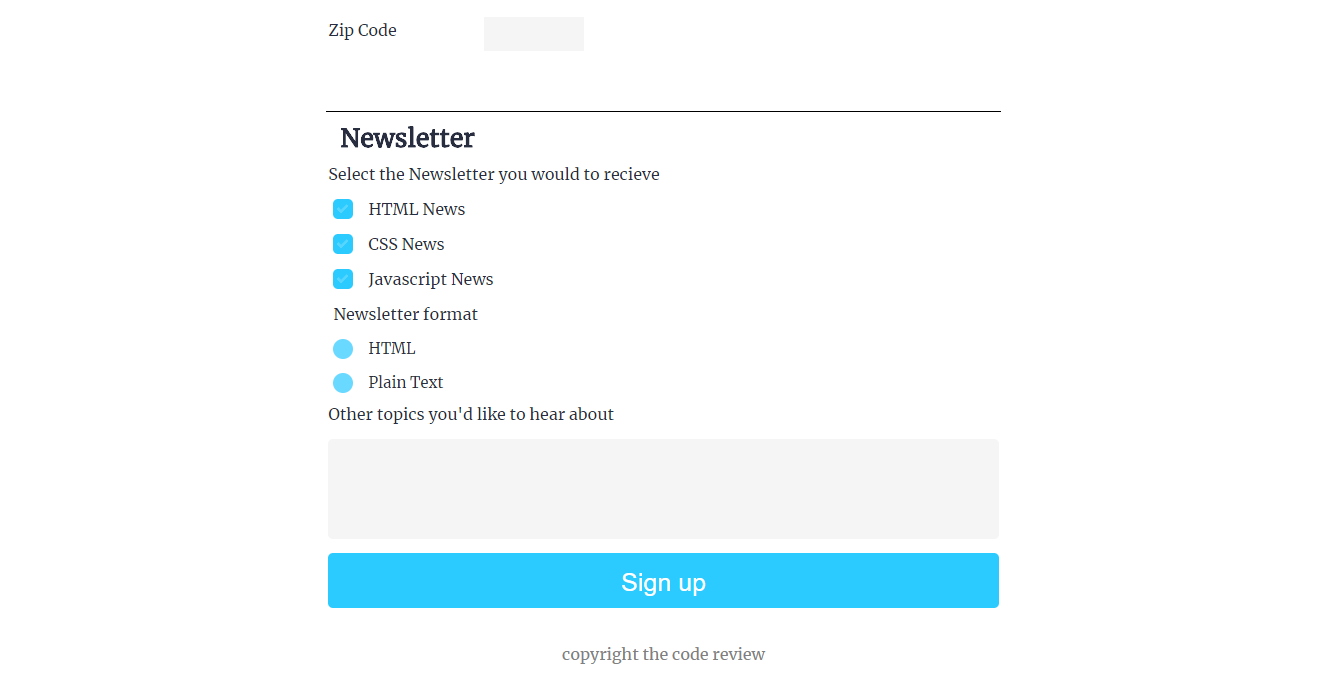 Zip Code
Newsletter
Select the Newsletter you would to recieve
HTML News
CSS News
Javascript News
Newsletter format
HTML
Plain Text
Other topics you'd like to hear about
Sign up
copyright the code review